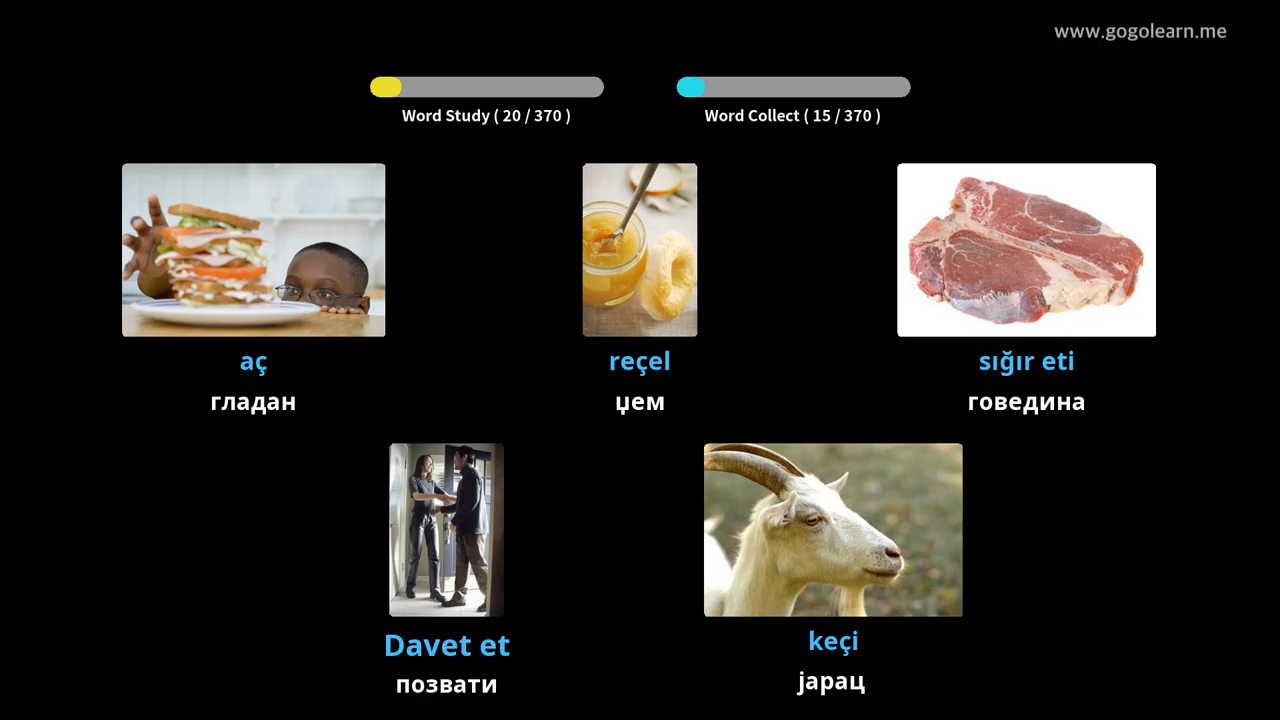 www.gogolearn.me
Word Study ( 20 / 370 )
Word Collect ( 15 / 370 )
aç
reçel
sığır eti
гладан
џем
говедина
Davet et
keçi
позвати
јарац